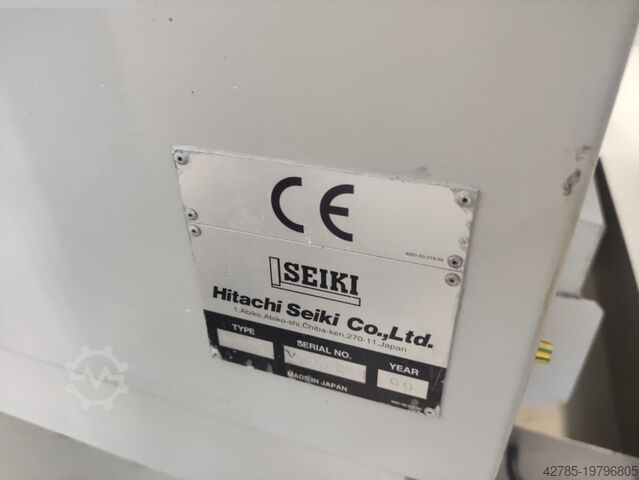 CE
SEIKI
Hitachi Seiki Co.,Ltd.
1,Abiko,Abiko-shi,Chiba-ken,270-11,Japan
TYPE SERIAL NO. YEAR
V 99
MADE IN JAPAN
42785-19796805